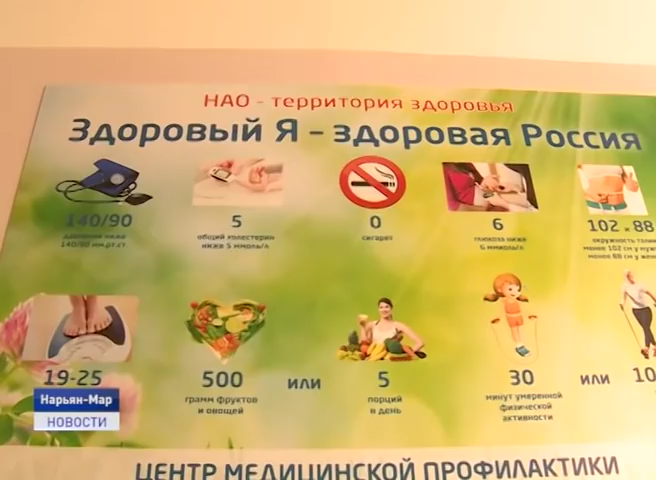 НАО - территория здоровья
Здоровый Я – здоровая Россия
140/90
давление ниже
140/90 мм.рт.ст
5
общий холестерин
ниже 5 ммоль/л
0
сигарет
6
глюкоза ниже
6 ммоль/л
102 и 88
окружность талии
менее 102 см у
менее 88 см у
19-25
500
грамм фруктов
и овощей
или
5
порций
в день
30
минут умеренной
физической
активности
или
10
Нарьян-Мар
НОВОСТИ
ЦЕНТР МЕДИЦИНСКОЙ ПРОФИЛАКТИКИ